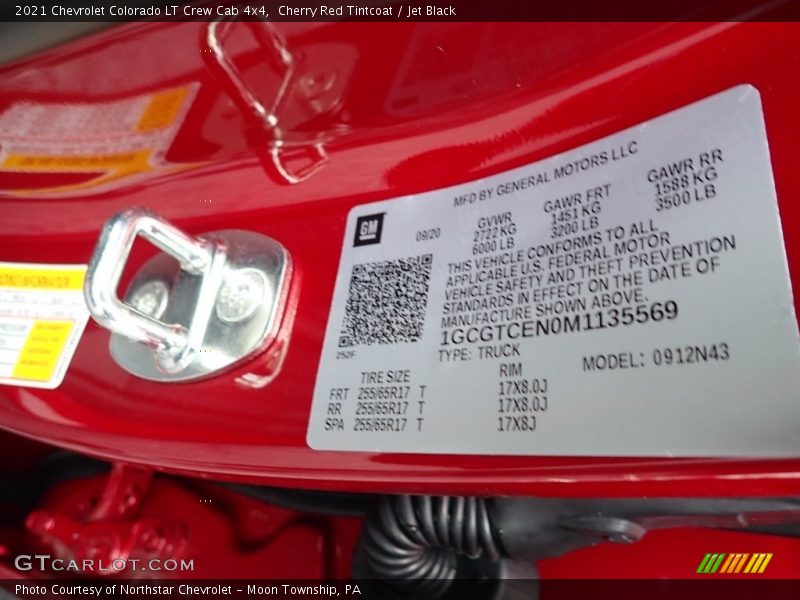 2021 Chevrolet Colorado LT Crew Cab 4x4, Cherry Red Tintcoat / Jet Black
MFD BY GENERAL MOTORS LLC
GM
09/20
GVWR
2722 KG
6000 LB
GAWR FRT
1451 KG
3200 LB
GAWR RR
1588 KG
3500 LB
THIS VEHICLE CONFORMS TO ALL
APPLICABLE U.S. FEDERAL MOTOR
VEHICLE SAFETY AND THEFT PREVENTION
STANDARDS IN EFFECT ON THE DATE OF
MANUFACTURE SHOWN ABOVE.
1GCGTCEN0M1135569
TYPE: TRUCK
MODEL: 0912N43
TIRE SIZE
RIM
FRT 255/65R17 T 17X8.0J
RR 255/65R17 T 17X8.0J
SPA 255/65R17 T 17X8J
GTCARLOT.COM
Photo Courtesy of Northstar Chevrolet - Moon Township, PA